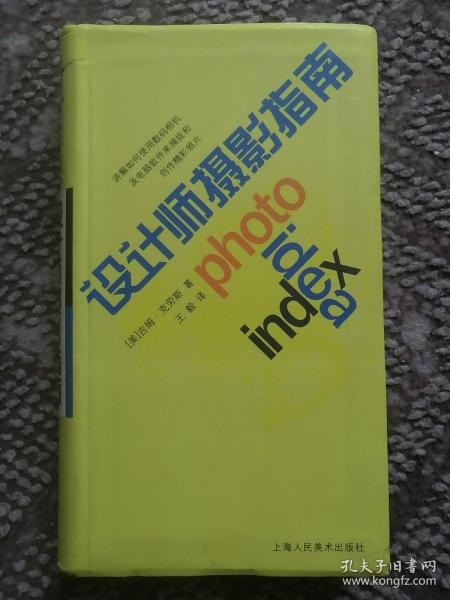 讲解如何使用数码相机
及电脑软件来捕捉和
创作精彩照片
设计师摄影指南
photo
idea
index
[美]吉姆·克劳斯 著
王毅 译
上海人民美术出版社
孔夫子旧书网
www.kongfz.com